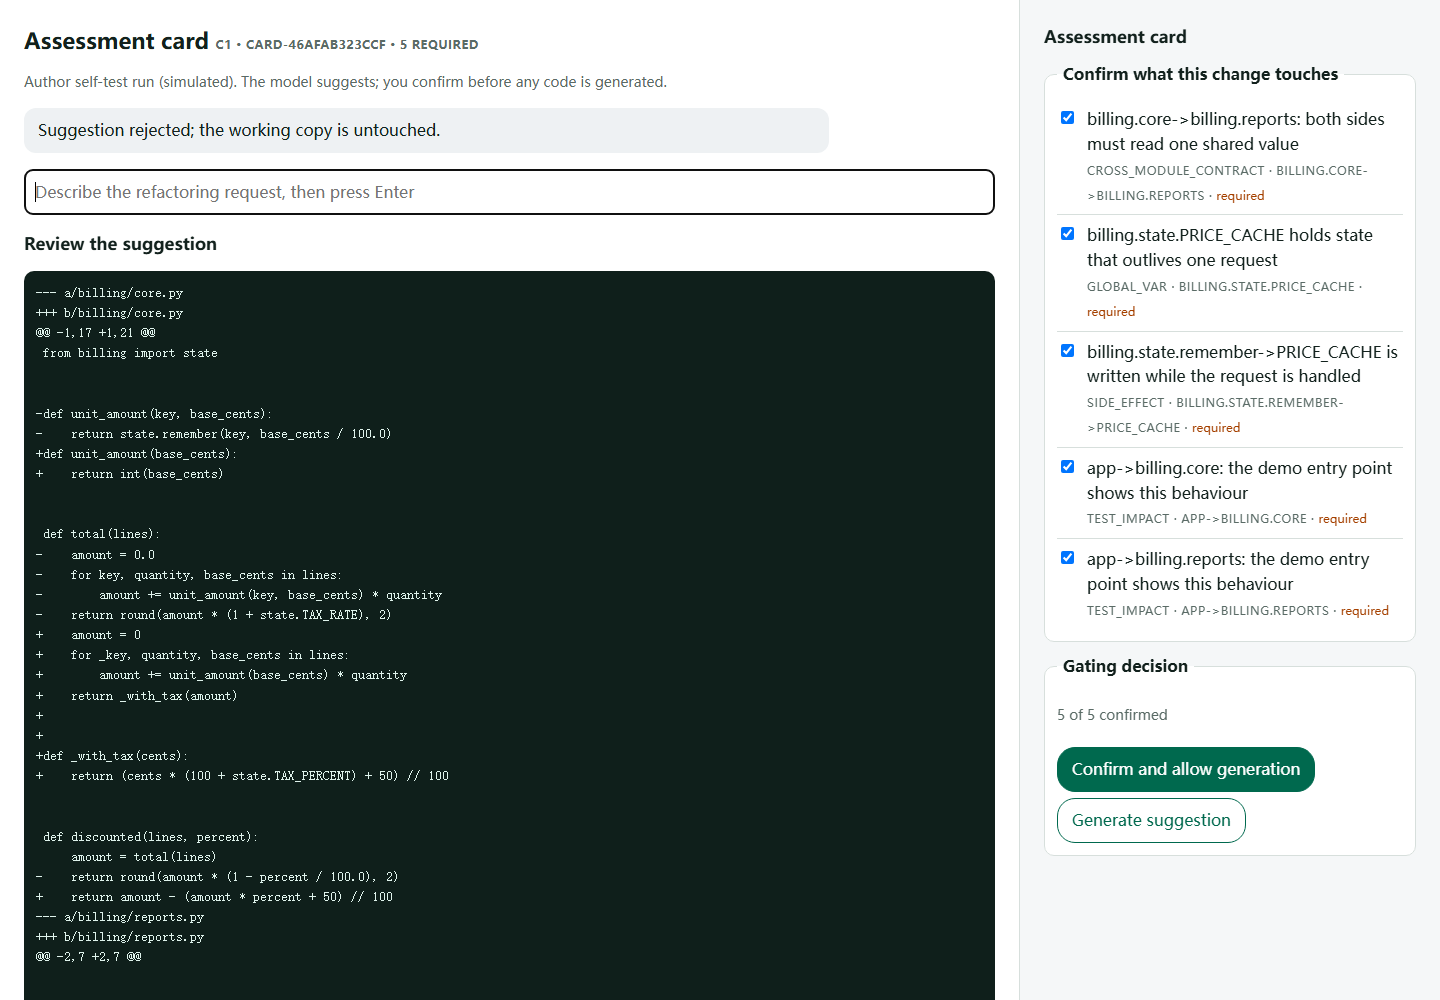 Assessment card C1 • CARD-46AFAB323CCF • 5 REQUIRED
Author self-test run (simulated). The model suggests; you confirm before any code is generated.
Suggestion rejected; the working copy is untouched.
Describe the refactoring request, then press Enter
Review the suggestion
--- a/billing/core.py
+++ b/billing/core.py
@@ -1,17 +1,21 @@
 from billing import state
-def unit_amount(key, base_cents):
-    return state.remember(key, base_cents / 100.0)
+def unit_amount(base_cents):
+    return int(base_cents)
 def total(lines):
-    amount = 0.0
-    for key, quantity, base_cents in lines:
-        amount += unit_amount(key, base_cents) * quantity
-    return round(amount * (1 + state.TAX_RATE), 2)
+    amount = 0
+    for _key, quantity, base_cents in lines:
+        amount += unit_amount(base_cents) * quantity
+    return _with_tax(amount)
+
+
+def _with_tax(cents):
+    return (cents * (100 + state.TAX_PERCENT) + 50) // 100
 def discounted(lines, percent):
     amount = total(lines)
-    return round(amount * (1 - percent / 100.0), 2)
+    return amount - (amount * percent + 50) // 100
--- a/billing/reports.py
+++ b/billing/reports.py
@@ -2,7 +2,7 @@
Assessment card
Confirm what this change touches
billing.core->billing.reports: both sides
must read one shared value
CROSS_MODULE_CONTRACT · BILLING.CORE-
>BILLING.REPORTS · required
billing.state.PRICE_CACHE holds state
that outlives one request
GLOBAL_VAR · BILLING.STATE.PRICE_CACHE ·
required
billing.state.remember->PRICE_CACHE is
written while the request is handled
SIDE_EFFECT · BILLING.STATE.REMEMBER-
>PRICE_CACHE · required
app->billing.core: the demo entry point
shows this behaviour
TEST_IMPACT · APP->BILLING.CORE · required
app->billing.reports: the demo entry
point shows this behaviour
TEST_IMPACT · APP->BILLING.REPORTS · required
Gating decision
5 of 5 confirmed
Confirm and allow generation
Generate suggestion